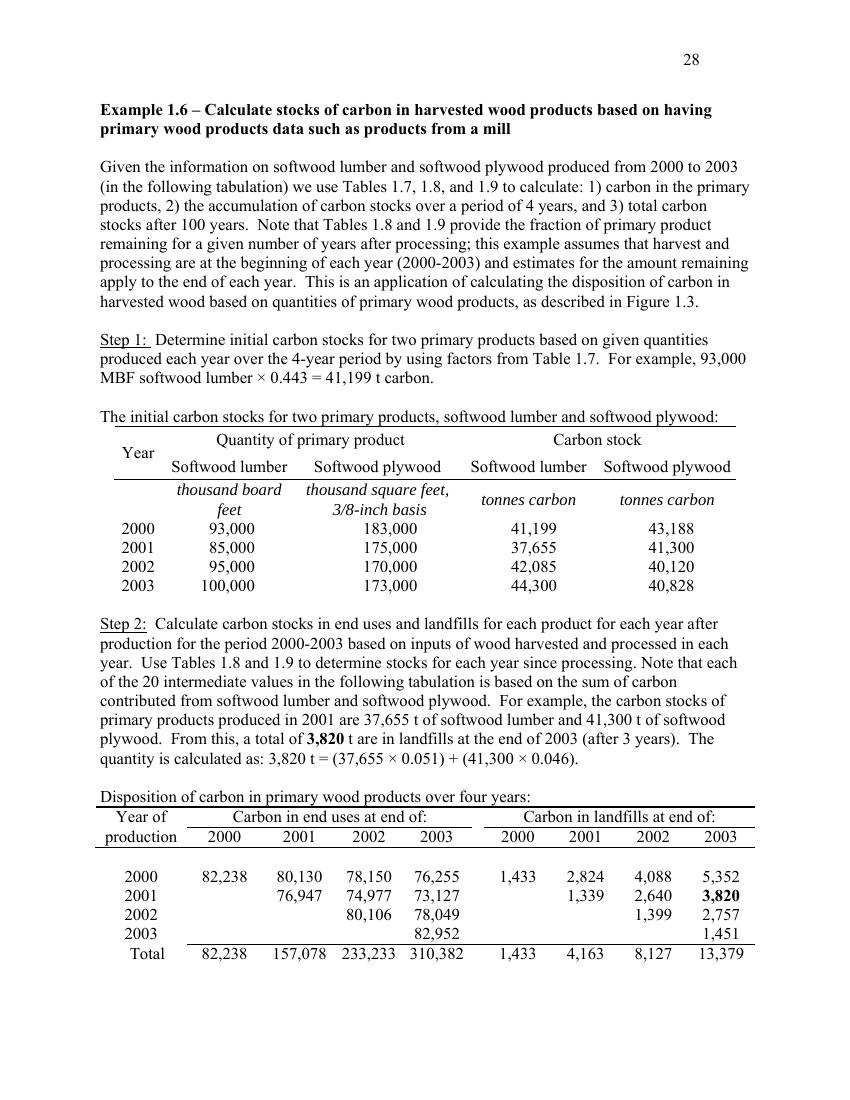 28
Example 1.6 – Calculate stocks of carbon in harvested wood products based on having
primary wood products data such as products from a mill
Given the information on softwood lumber and softwood plywood produced from 2000 to 2003
(in the following tabulation) we use Tables 1.7, 1.8, and 1.9 to calculate: 1) carbon in the primary
products, 2) the accumulation of carbon stocks over a period of 4 years, and 3) total carbon
stocks after 100 years. Note that Tables 1.8 and 1.9 provide the fraction of primary product
remaining for a given number of years after processing; this example assumes that harvest and
processing are at the beginning of each year (2000-2003) and estimates for the amount remaining
apply to the end of each year. This is an application of calculating the disposition of carbon in
harvested wood based on quantities of primary wood products, as described in Figure 1.3.
Step 1: Determine initial carbon stocks for two primary products based on given quantities
produced each year over the 4-year period by using factors from Table 1.7. For example, 93,000
MBF softwood lumber × 0.443 = 41,199 t carbon.
The initial carbon stocks for two primary products, softwood lumber and softwood plywood:
Year Quantity of primary product Carbon stock
Softwood lumber Softwood plywood Softwood lumber Softwood plywood
thousand board feet thousand square feet, 3/8-inch basis tonnes carbon tonnes carbon
2000 93,000 183,000 41,199 43,188
2001 85,000 175,000 37,655 41,300
2002 95,000 170,000 42,085 40,120
2003 100,000 173,000 44,300 40,828
Step 2: Calculate carbon stocks in end uses and landfills for each product for each year after
production for the period 2000-2003 based on inputs of wood harvested and processed in each
year. Use Tables 1.8 and 1.9 to determine stocks for each year since processing. Note that each
of the 20 intermediate values in the following tabulation is based on the sum of carbon
contributed from softwood lumber and softwood plywood. For example, the carbon stocks of
primary products produced in 2001 are 37,655 t of softwood lumber and 41,300 t of softwood
plywood. From this, a total of 3,820 t are in landfills at the end of 2003 (after 3 years). The
quantity is calculated as: 3,820 t = (37,655 × 0.051) + (41,300 × 0.046).
Disposition of carbon in primary wood products over four years:
Year of Carbon in end uses at end of: Carbon in landfills at end of:
production 2000 2001 2002 2003 2000 2001 2002 2003
2000 82,238 80,130 78,150 76,255 1,433 2,824 4,088 5,352
2001 76,947 74,977 73,127 1,339 2,640 3,820
2002 80,106 78,049 1,399 2,757
2003 82,952 1,451
Total 82,238 157,078 233,233 310,382 1,433 4,163 8,127 13,379